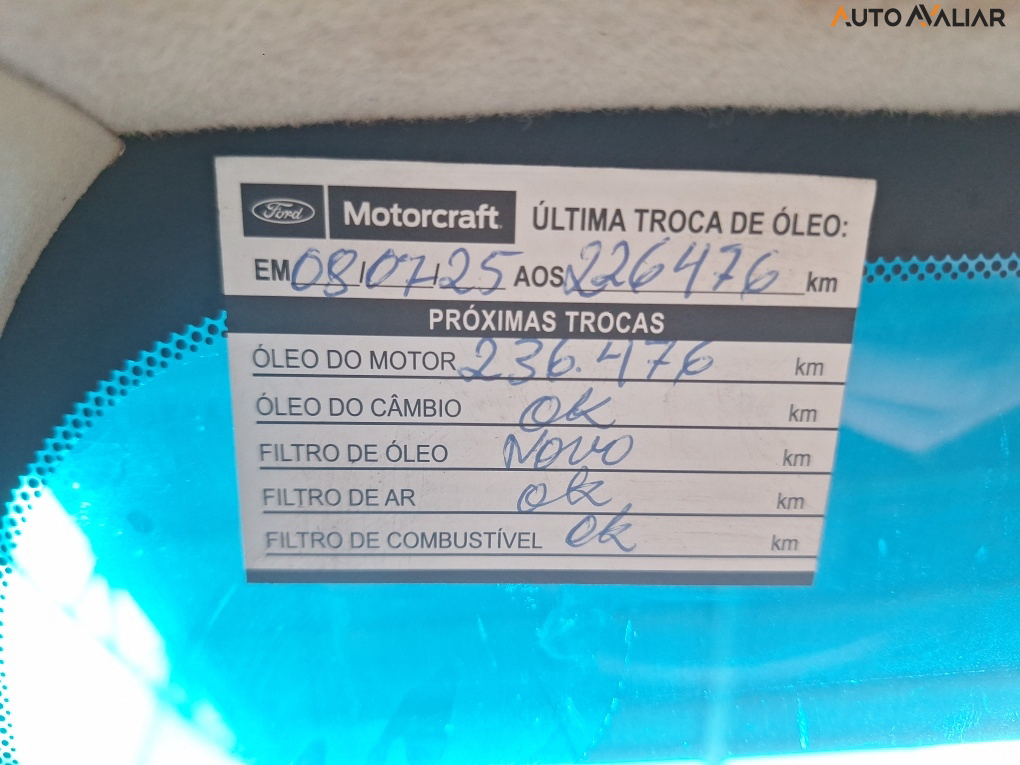 AUTO AVALIAR
Ford Motorcraft ÚLTIMA TROCA DE ÓLEO:
EM 08/07/25 AOS 226476 km
PRÓXIMAS TROCAS
ÓLEO DO MOTOR 236.476 km
ÓLEO DO CÂMBIO OK km
FILTRO DE ÓLEO NOVO km
FILTRO DE AR OK km
FILTRO DE COMBUSTÍVEL OK km